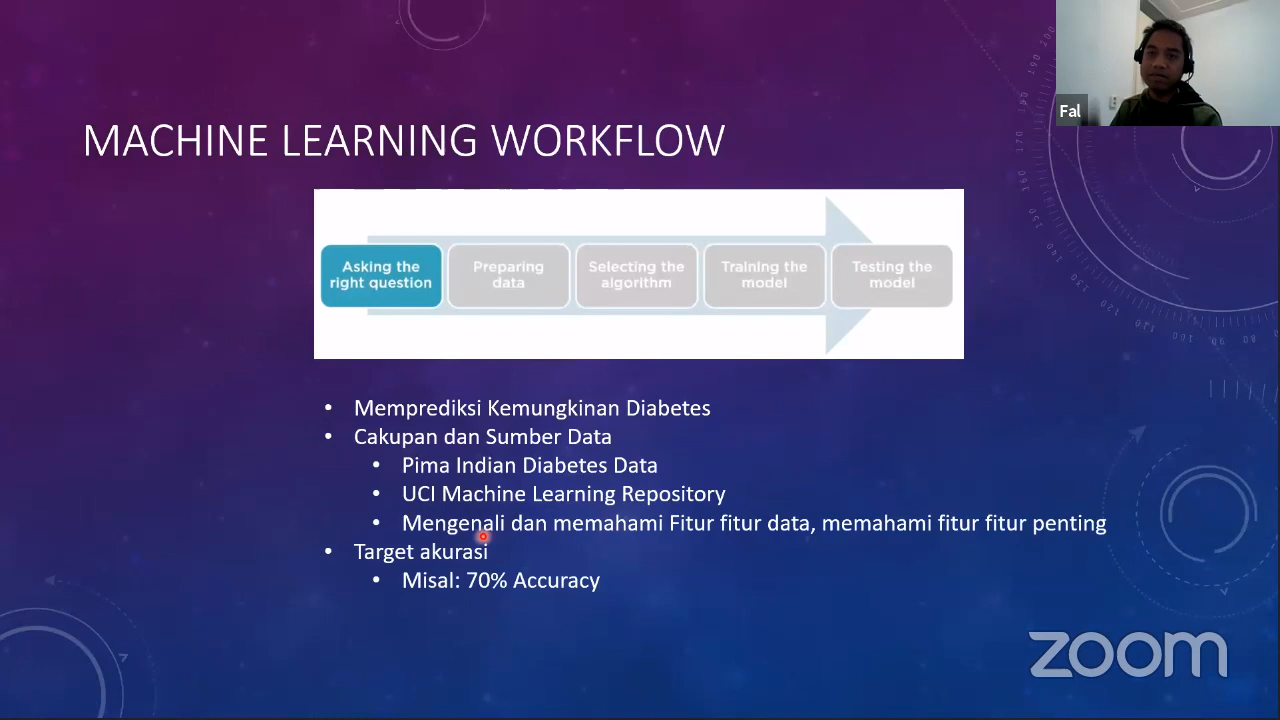 Fal
MACHINE LEARNING WORKFLOW
Asking the
right question
Preparing
data
Selecting the
algorithm
Training the
model
Testing the
model
• Memprediksi Kemungkinan Diabetes
• Cakupan dan Sumber Data
• Pima Indian Diabetes Data
• UCI Machine Learning Repository
• Mengenali dan memahami Fitur fitur data, memahami fitur fitur penting
• Target akurasi
• Misal: 70% Accuracy
zoom